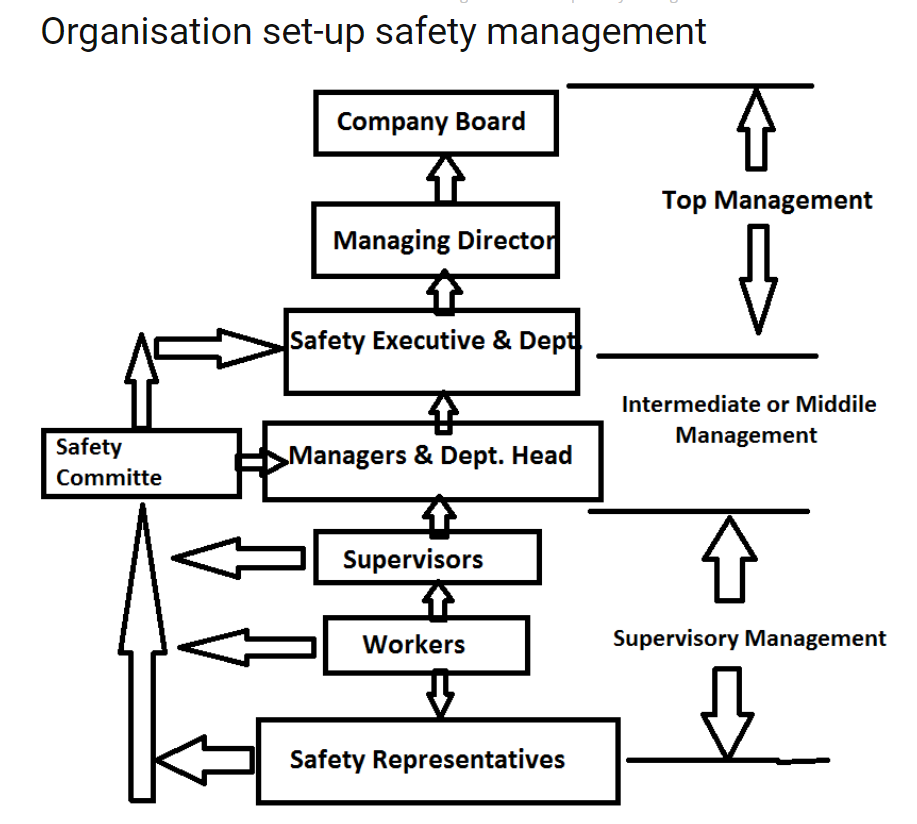 Organisation set-up safety management
Company Board
Top Management
Managing Director
Safety Executive & Dept.
Intermediate or Middile
Management
Safety
Committe
Managers & Dept. Head
Supervisors
Workers
Supervisory Management
Safety Representatives